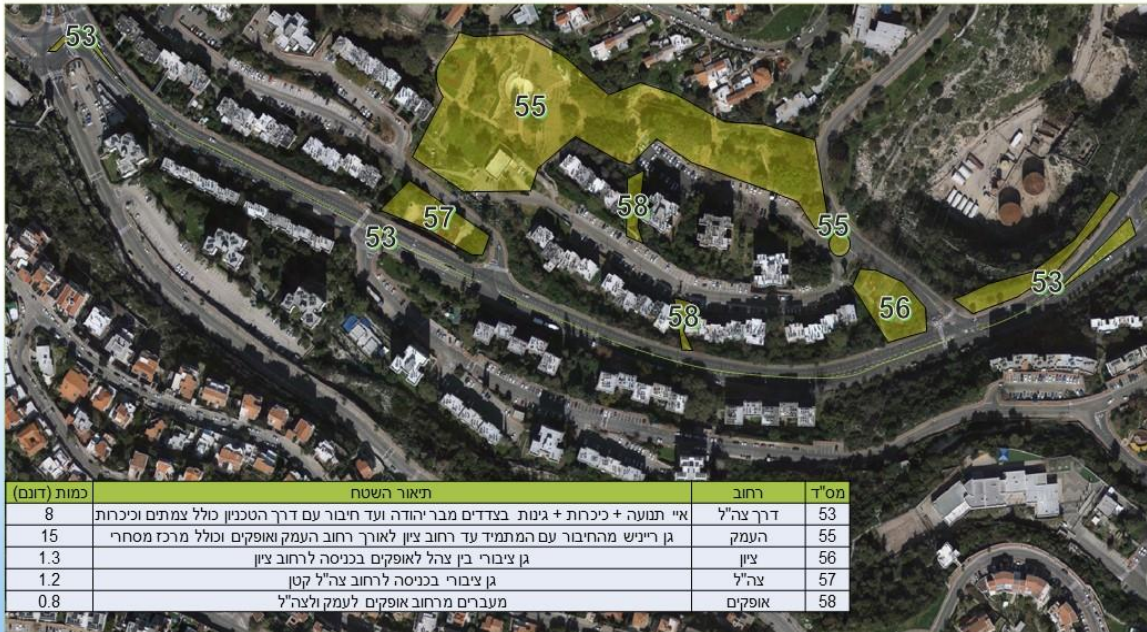 53
55
57
53
58
55
53
56
58
מס"ד רחוב תיאור השטח כמות (דונם)
53 דרך צה"ל איי תנועה + כיכרות + גינות בצדדים מבר יהודה ועד חיבור עם דרך הטכניון כולל צמתים וכיכרות 8
55 העמק גן רייניש מהחיבור עם המתמיד עד רחוב ציון לאורך רחוב העמק ואופקים וכולל מרכז מסחרי 15
56 ציון גן ציבורי בין צהל לאופקים בכניסה לרחוב ציון 1.3
57 צה"ל גן ציבורי בכניסה לרחוב צה"ל קטן 1.2
58 אופקים מעברים מרחוב אופקים לעמק ולצה"ל 0.8